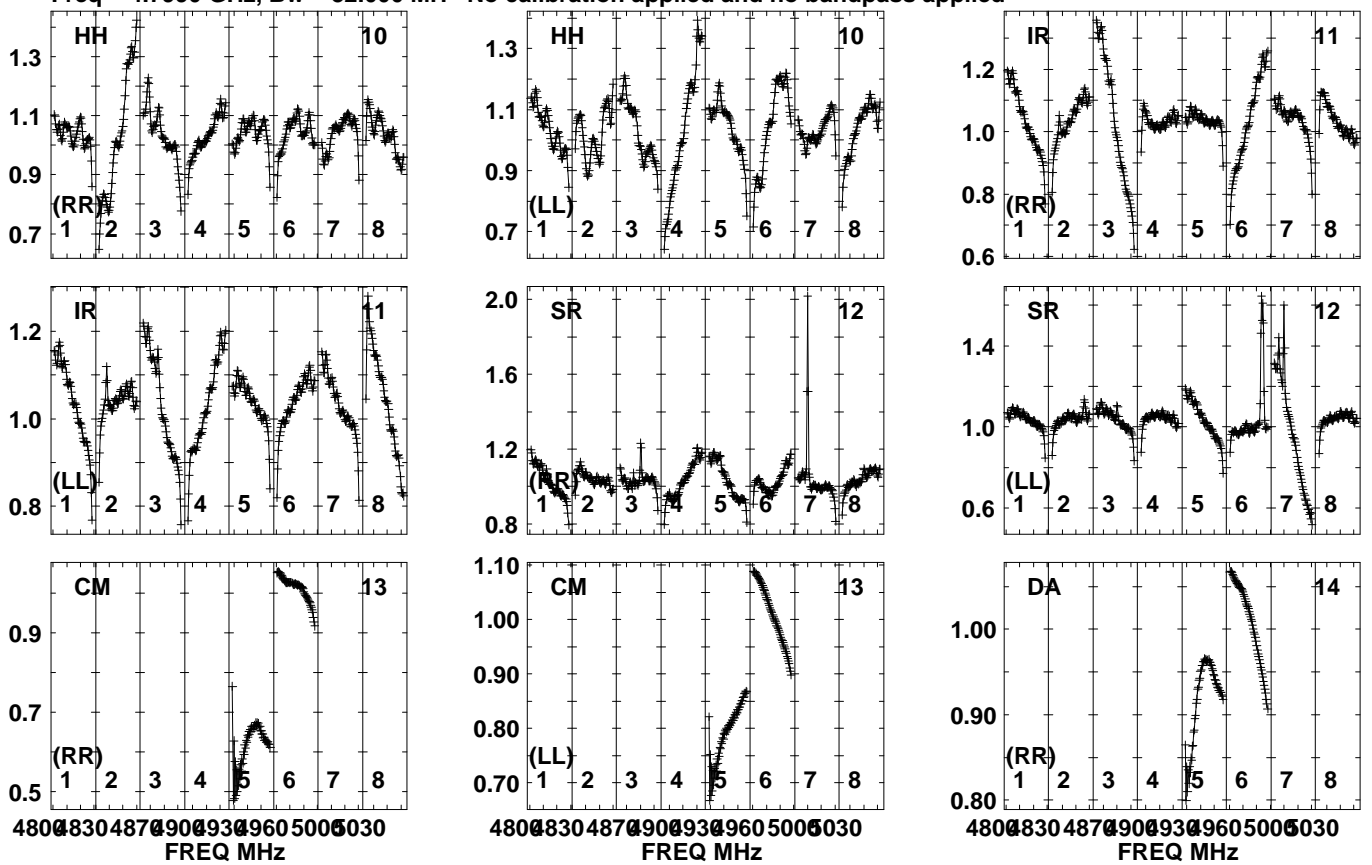 Freq = GHz, Bw = 32.000 MH No calibration applied and no bandpass applied
HH 10
1.3
1.1
0.9
0.7
(RR)
1 2 3 4 5 6 7 8
HH 10
1.3
1.1
0.9
0.7
(LL)
1 2 3 4 5 6 7 8
IR 11
1.2
1.0
0.8
0.6
(RR)
1 2 3 4 5 6 7 8
IR 11
1.2
1.0
0.8
(LL)
1 2 3 4 5 6 7 8
SR 12
2.0
1.6
1.2
0.8
(RR)
1 2 3 4 5 6 7 8
SR 12
1.4
1.0
0.6
(LL)
1 2 3 4 5 6 7 8
CM 13
0.9
0.7
0.5
(RR)
1 2 3 4 5 6 7 8
4800 4830 4870 4900 4930 4960 5000 5030
FREQ MHz
CM 13
1.10
1.00
0.90
0.80
0.70
(LL)
1 2 3 4 5 6 7 8
4800 4830 4870 4900 4930 4960 5000 5030
FREQ MHz
DA 14
1.00
0.90
0.80
(RR)
1 2 3 4 5 6 7 8
4800 4830 4870 4900 4930 4960 5000 5030
FREQ MHz